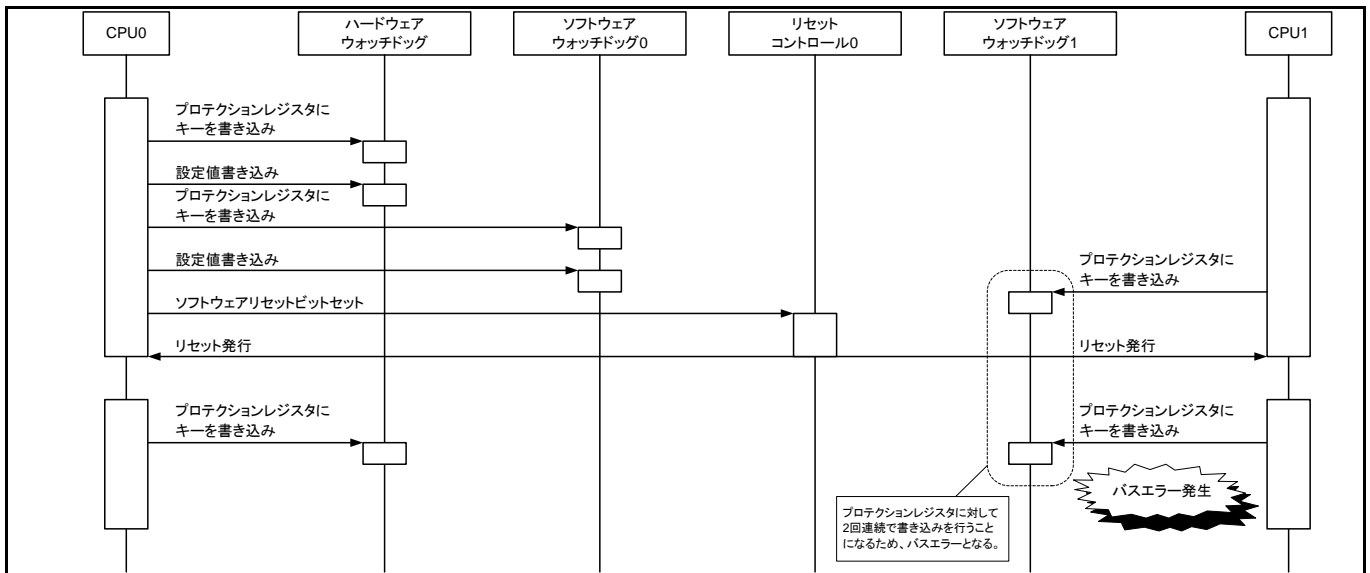 CPU0
ハードウェア
ウォッチドッグ
ソフトウェア
ウォッチドッグ0
リセット
コントロール0
ソフトウェア
ウォッチドッグ1
CPU1
プロテクションレジスタに
キーを書き込み
設定値書き込み
プロテクションレジスタに
キーを書き込み
設定値書き込み
プロテクションレジスタに
キーを書き込み
ソフトウェアリセットビットセット
リセット発行
リセット発行
プロテクションレジスタに
キーを書き込み
プロテクションレジスタに
キーを書き込み
バスエラー発生
プロテクションレジスタに対して
2回連続で書き込みを行うこと
になるため、バスエラーとなる。